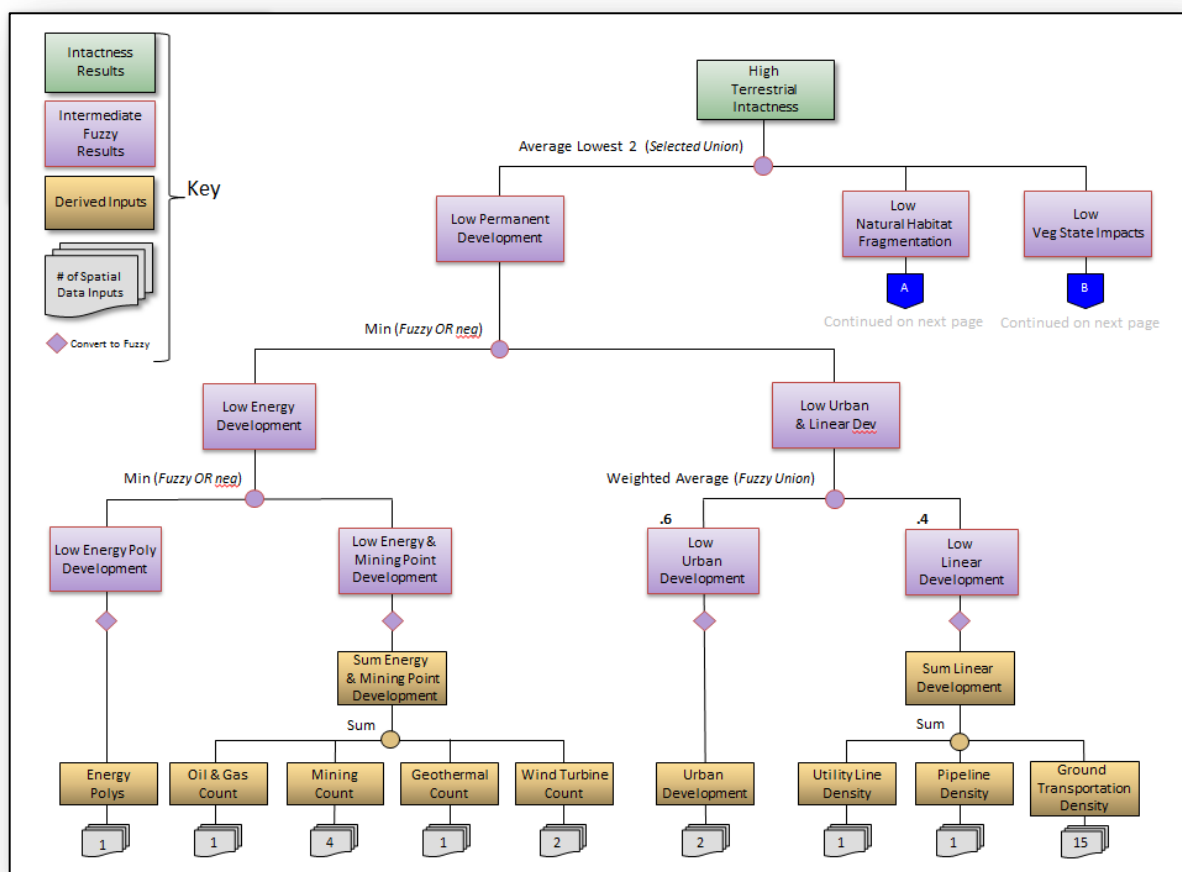 Intactness
Results
Intermediate
Fuzzy
Results
Derived Inputs
# of Spatial
Data Inputs
Convert to Fuzzy
Key
High
Terrestrial
Intactness
Average Lowest 2 (Selected Union)
Low Permanent
Development
Low
Natural Habitat
Fragmentation
Low
Veg State Impacts
A
B
Continued on next page
Continued on next page
Min (Fuzzy OR neg)
Low Energy
Development
Low Urban
& Linear Dev
Min (Fuzzy OR neg)
Weighted Average (Fuzzy Union)
.6
.4
Low Energy Poly
Development
Low Energy &
Mining Point
Development
Low
Urban
Development
Low
Linear
Development
Sum Energy
& Mining Point
Development
Sum Linear
Development
Sum
Sum
Energy
Polys
Oil & Gas
Count
Mining
Count
Geothermal
Count
Wind Turbine
Count
Urban
Development
Utility Line
Density
Pipeline
Density
Ground
Transportation
Density
1
1
4
1
2
2
1
1
15